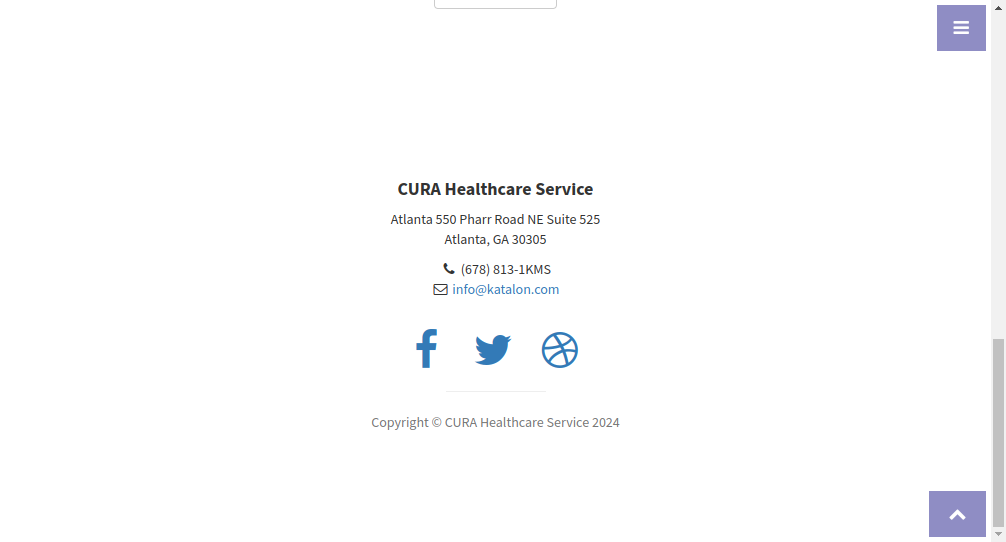 CURA Healthcare Service
Atlanta 550 Pharr Road NE Suite 525
Atlanta, GA 30305
(678) 813-1KMS
info@katalon.com
Copyright © CURA Healthcare Service 2024